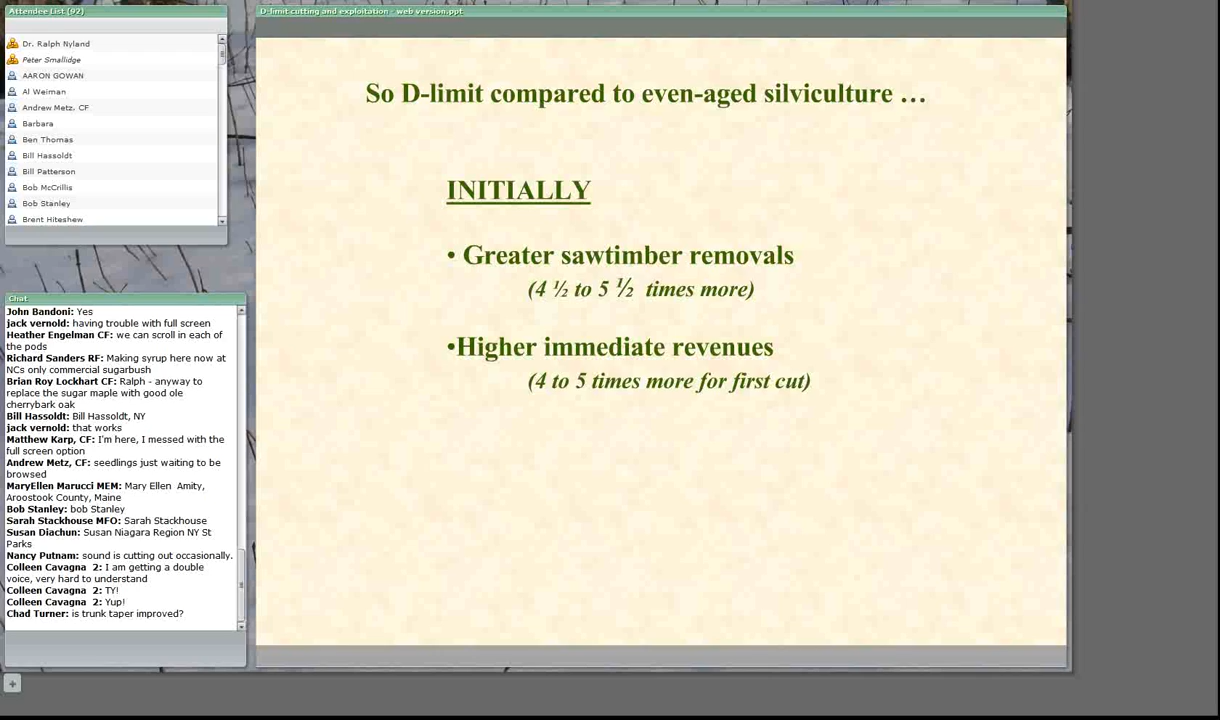 Attendee List (92)
Dr. Ralph Nyland
Peter Smallidge
AARON GOWAN
Al Weiman
Andrew Metz, CF
Barbara
Ben Thomas
Bill Hassoldt
Bill Patterson
Bob McCrillis
Bob Stanley
Brent Hiteshew
Chat
John Bandoni: Yes
jack vernold: having trouble with full screen
Heather Engelman CF: we can scroll in each of
the pods
Richard Sanders RF: Making syrup here now at
NCs only commercial sugarbush
Brian Roy Lockhart CF: Ralph - anyway to
replace the sugar maple with good ole
cherrybark oak
Bill Hassoldt: Bill Hassoldt, NY
jack vernold: that works
Matthew Karp, CF: I'm here, I messed with the
full screen option
Andrew Metz, CF: seedlings just waiting to be
browsed
MaryEllen Marucci MEM: Mary Ellen Amity,
Aroostook County, Maine
Bob Stanley: bob Stanley
Sarah Stackhouse MFO: Sarah Stackhouse
Susan Diachun: Susan Niagara Region NY St
Parks
Nancy Putnam: sound is cutting out occasionally.
Colleen Cavagna 2: I am getting a double
voice, very hard to understand
Colleen Cavagna 2: TY!
Colleen Cavagna 2: Yup!
Chad Turner: is trunk taper improved?
D-limit cutting and exploitation - web version.ppt
So D-limit compared to even-aged silviculture …
INITIALLY
• Greater sawtimber removals
(4 ½ to 5 ½ times more)
•Higher immediate revenues
(4 to 5 times more for first cut)